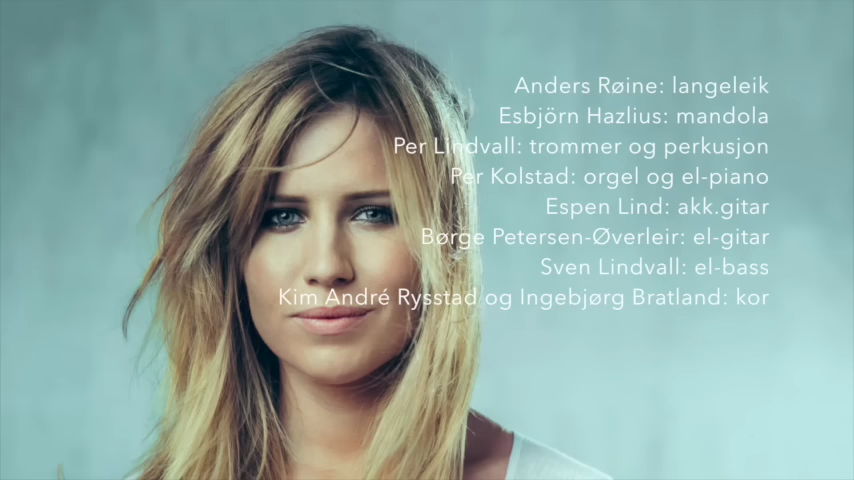 Anders Røine: langeleik
Esbjörn Hazlius: mandola
Per Lindvall: trommer og perkusjon
Per Kolstad: orgel og el-piano
Espen Lind: akk.gitar
Børge Petersen-Øverleir: el-gitar
Sven Lindvall: el-bass
Kim André Rysstad og Ingebjørg Bratland: kor